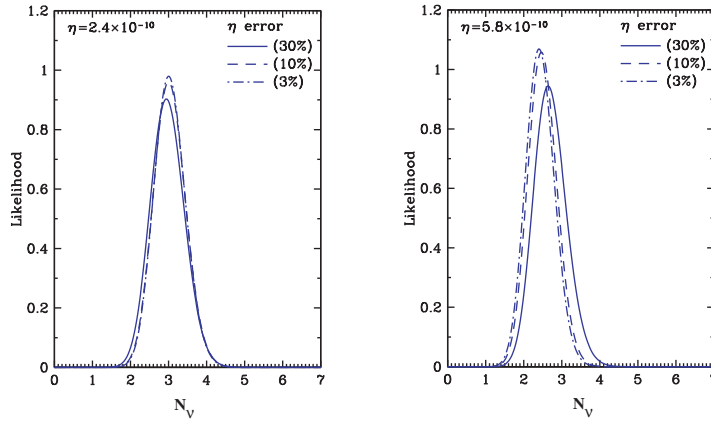 η=2.4×10⁻¹⁰
η error
(30%)
(10%)
(3%)
1.2
1
0.8
0.6
0.4
0.2
0
Likelihood
0 1 2 3 4 5 6 7
N_ν
η=5.8×10⁻¹⁰
η error
(30%)
(10%)
(3%)
1.2
1
0.8
0.6
0.4
0.2
0
Likelihood
0 1 2 3 4 5 6 7
N_ν